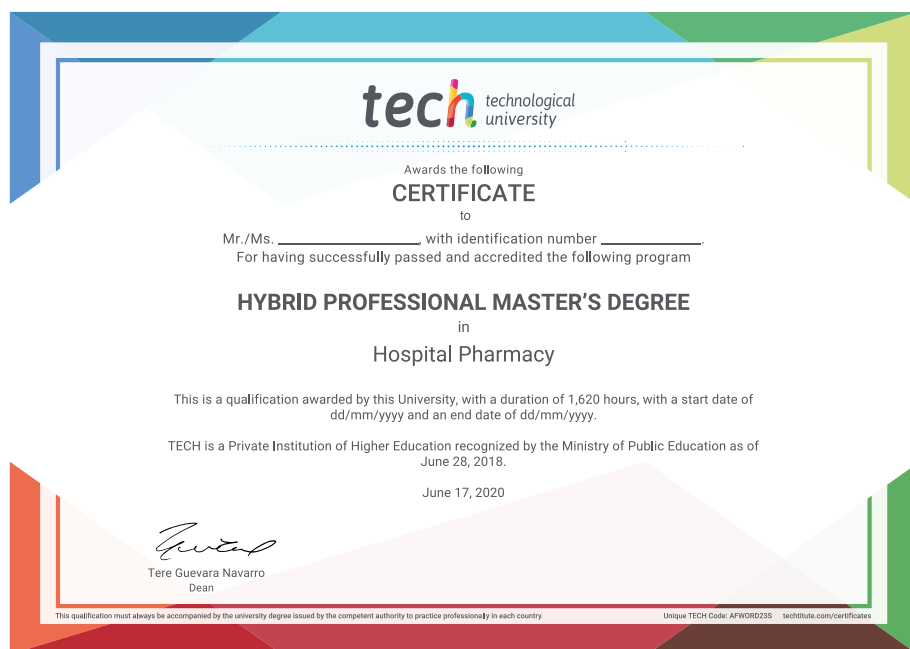 tech technological
university
Awards the following
CERTIFICATE
to
Mr./Ms. ____________________, with identification number ______________.
For having successfully passed and accredited the following program
HYBRID PROFESSIONAL MASTER'S DEGREE
in
Hospital Pharmacy
This is a qualification awarded by this University, with a duration of 1,620 hours, with a start date of
dd/mm/yyyy and an end date of dd/mm/yyyy.
TECH is a Private Institution of Higher Education recognized by the Ministry of Public Education as of
June 28, 2018.
June 17, 2020
Tere Guevara Navarro
Dean
This qualification must always be accompanied by the university degree issued by the competent authority to practice professionally in each country.
Unique TECH Code: AFWORD23S techtitute.com/certificates